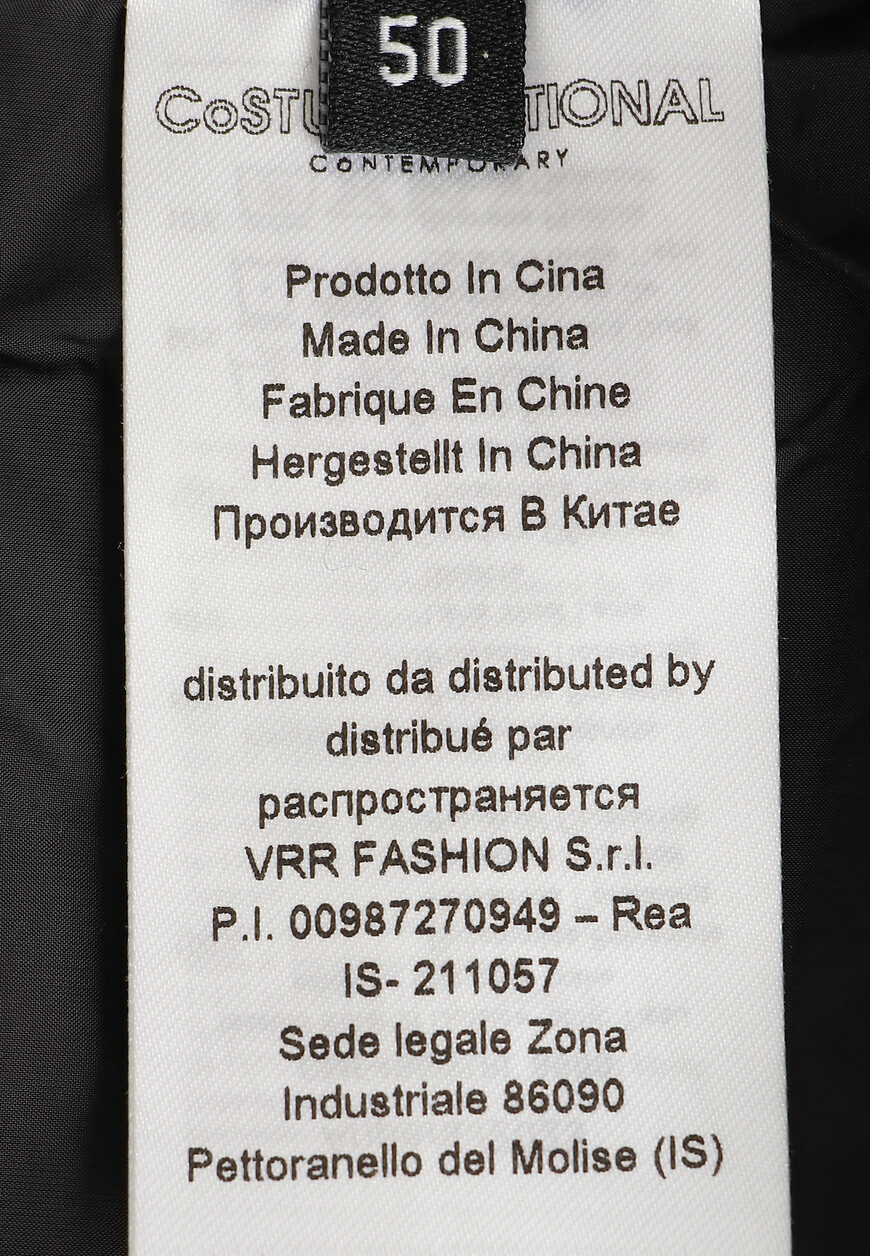 50
CoSTU TIONAL
CoNTEMPORARY
Prodotto In Cina
Made In China
Fabrique En Chine
Hergestellt In China
Производится В Китае
distribuito da distributed by
distribué par
распространяется
VRR FASHION S.r.l.
P.I. 00987270949 – Rea
IS- 211057
Sede legale Zona
Industriale 86090
Pettoranello del Molise (IS)